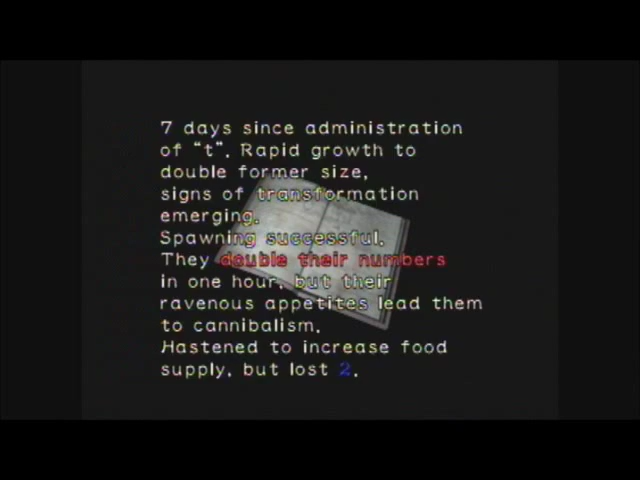 7 days since administration
of "t". Rapid growth to
double former size,
signs of transformation
emerging.
Spawning successful.
They double their numbers
in one hour, but their
ravenous appetites lead them
to cannibalism.
Hastened to increase food
supply, but lost 2.